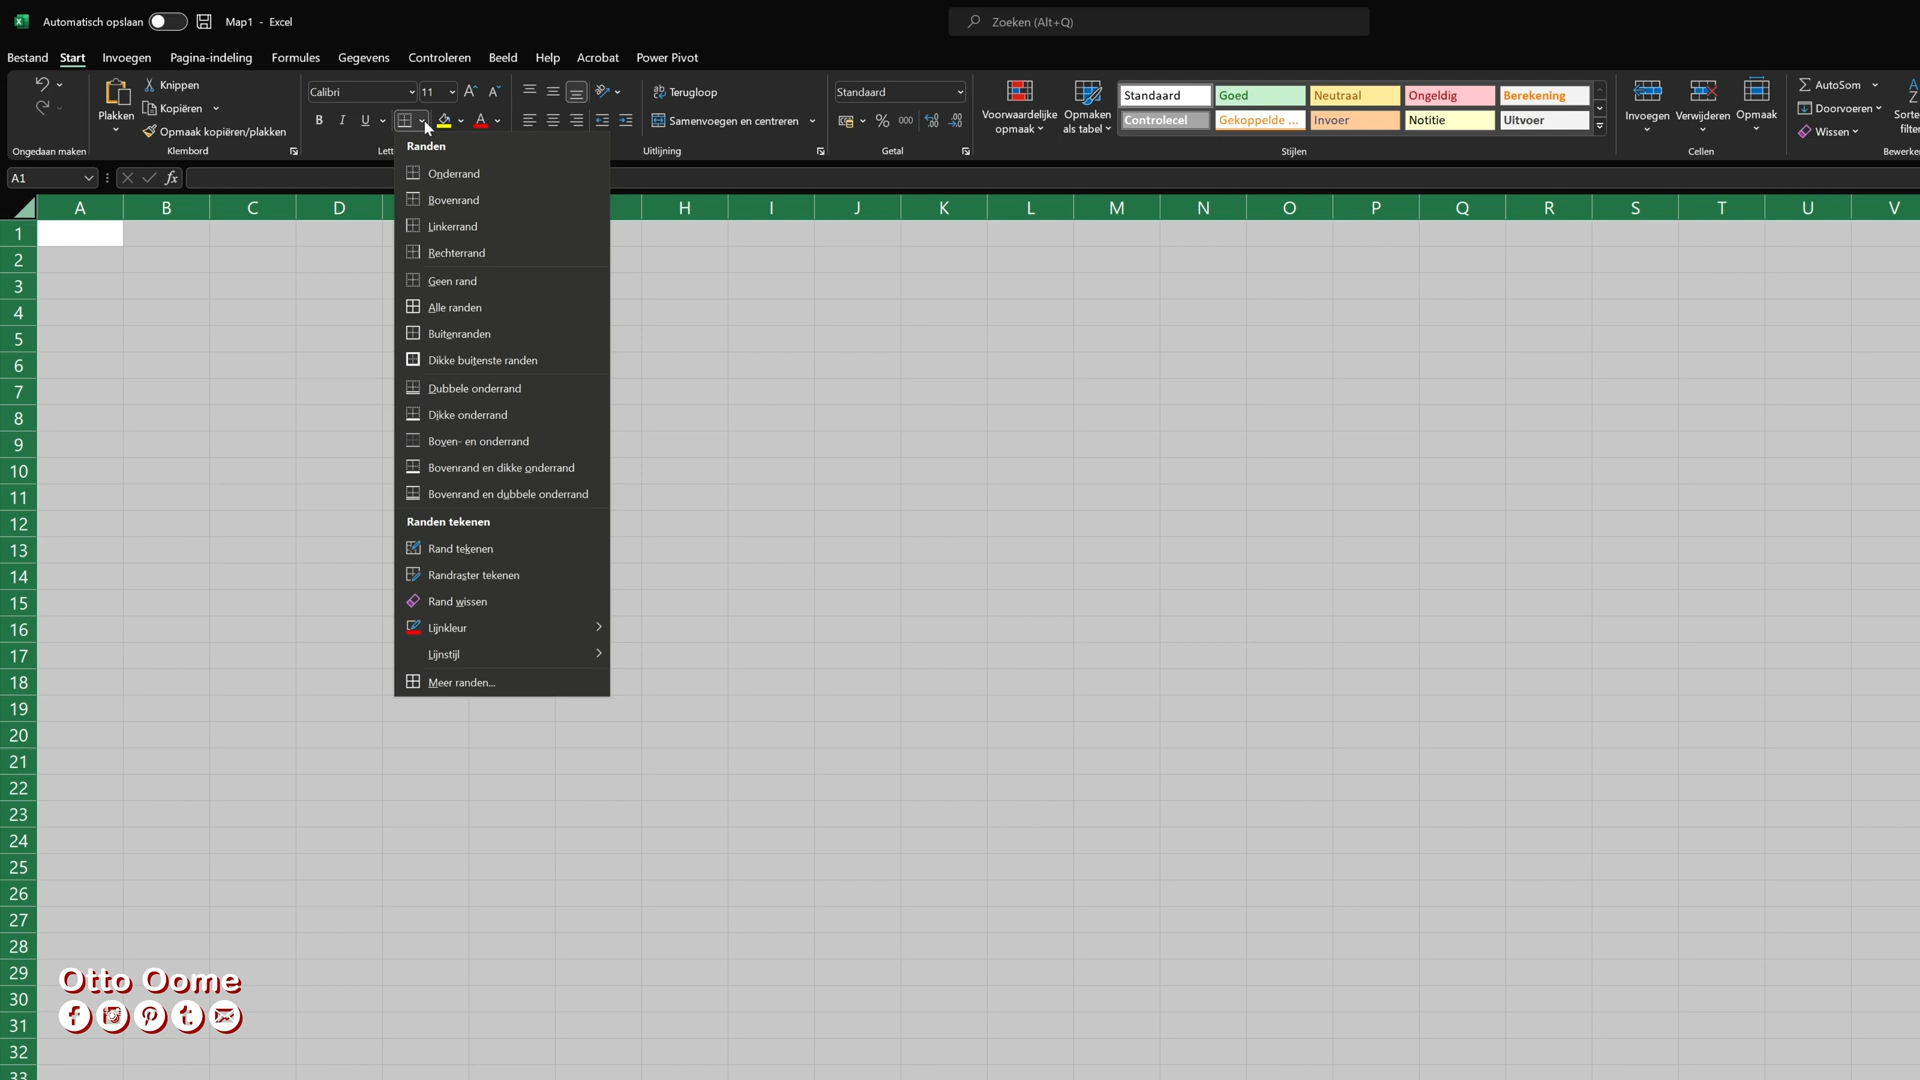 Automatisch opslaan Map1 - Excel Zoeken (Alt+Q)
Bestand Start Invoegen Pagina-indeling Formules Gegevens Controleren Beeld Help Acrobat Power Pivot
Knippen
Kopiëren
Opmaak kopiëren/plakken
Plakken
Ongedaan maken
Klembord
Calibri 11
B I U
Lett
Terugloop
Samenvoegen en centreren
Uitlijning
Standaard
% 000
Getal
Voorwaardelijke opmaak
Opmaken als tabel
Standaard Goed Neutraal Ongeldig Berekening
Controlecel Gekoppelde ... Invoer Notitie Uitvoer
Stijlen
Invoegen Verwijderen Opmaak
Cellen
AutoSom
Doorvoeren
Wissen
Sorte
filter
Bewerke
A1 fx
A B C D H I J K L M N O P Q R S T U V
1
2
3
4
5
6
7
8
9
10
11
12
13
14
15
16
17
18
19
20
21
22
23
24
25
26
27
28
29
30
31
32
33
Randen
Onderrand
Bovenrand
Linkerrand
Rechterrand
Geen rand
Alle randen
Buitenranden
Dikke buitenste randen
Dubbele onderrand
Dikke onderrand
Boven- en onderrand
Bovenrand en dikke onderrand
Bovenrand en dubbele onderrand
Randen tekenen
Rand tekenen
Randraster tekenen
Rand wissen
Lijnkleur
Lijnstijl
Meer randen...
Otto Oome